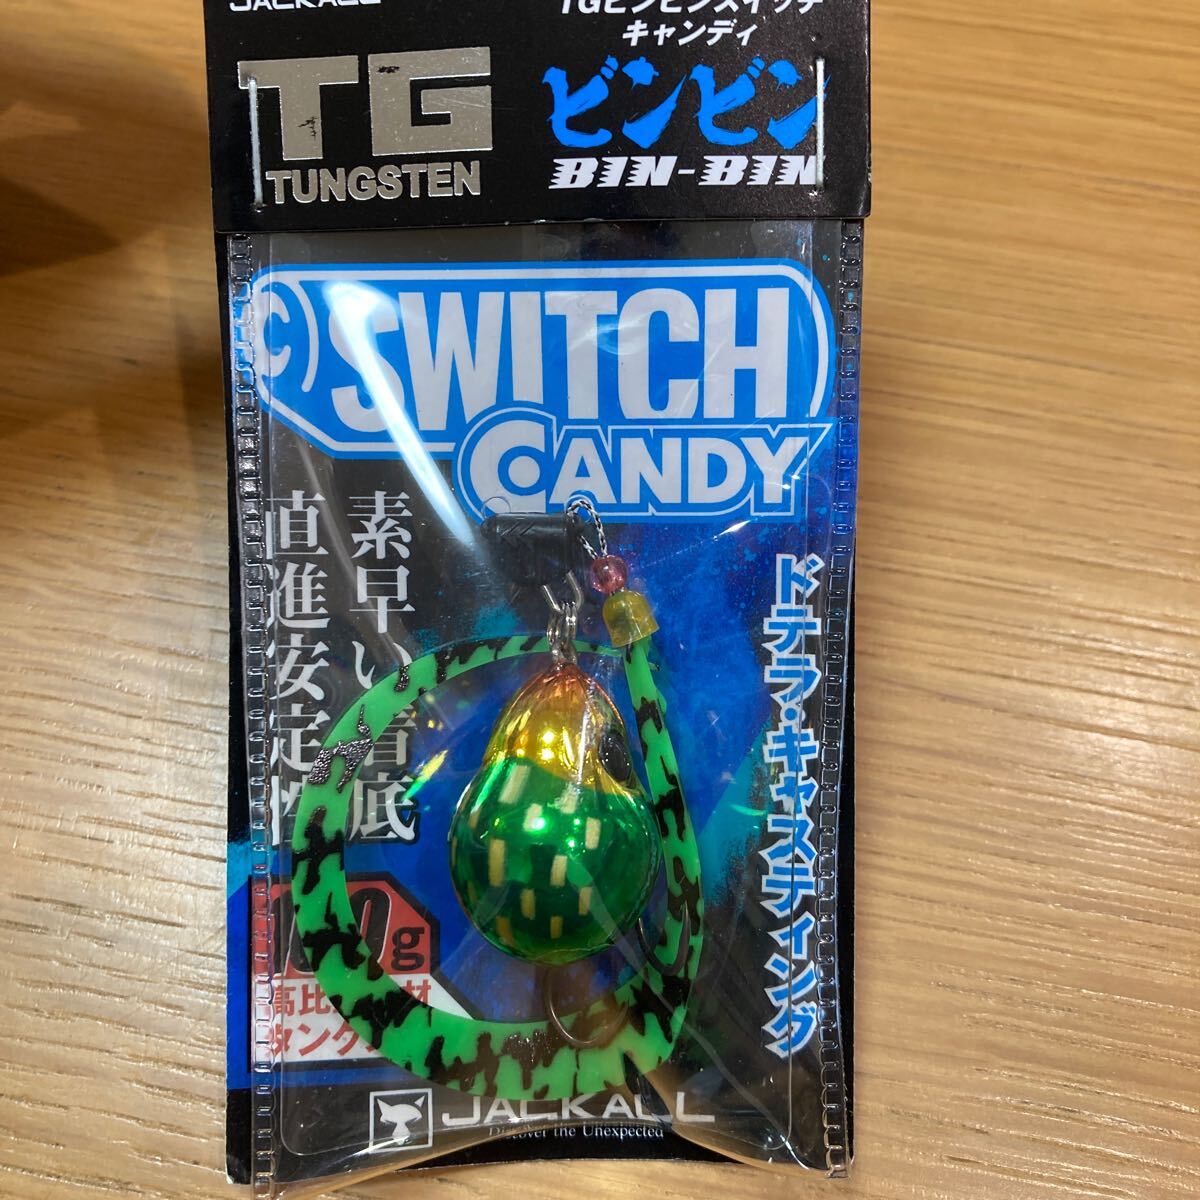 JACKALL
TGビンビンスイッチ
キャンディ
TG
TUNGSTEN
ビンビン
BIN-BIN
SWITCH
CANDY
素早い着底
直進安定性
ドテラ・キャスティング
g
JACKALL
Discover the Unexpected